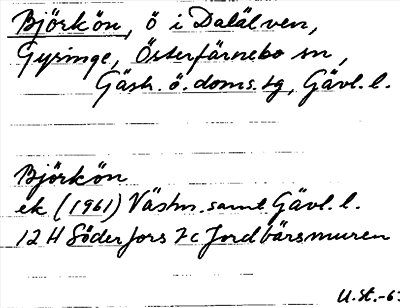 Björkön, ö i Dalälven,
Gysinge, Österfärnebo sn,
Gästr. ö. doms.tg, Gävl. l.
Björkön
ek (1961) Västm. samt Gävl. l.
12 H Söderfors 7c Jordbärsmuren
U.St.-6